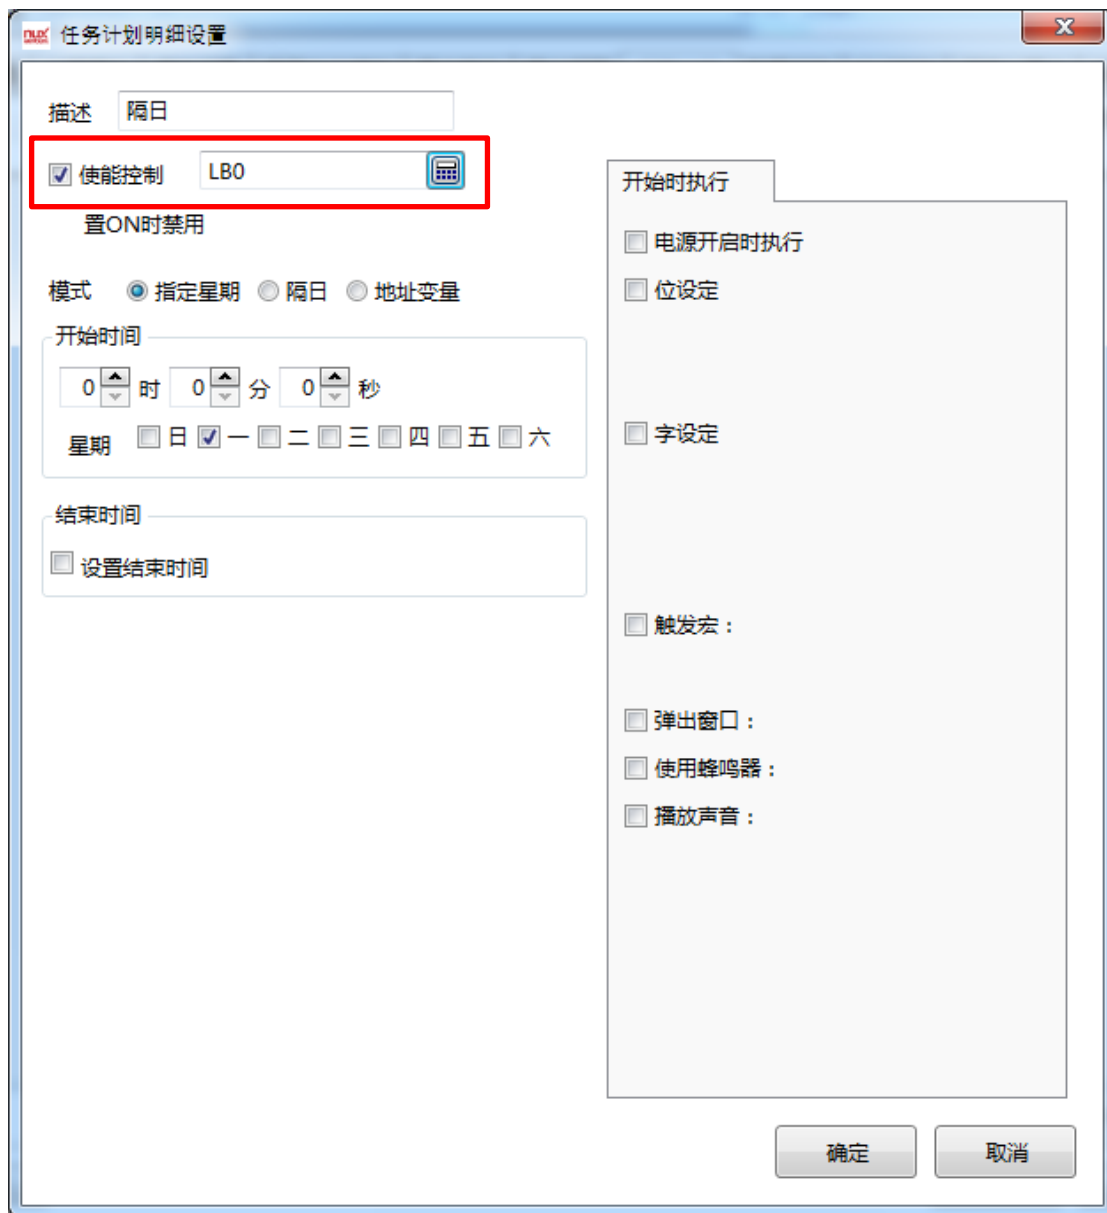 任务计划明细设置
描述 隔日
使能控制 LB0
置ON时禁用
模式 指定星期 隔日 地址变量
开始时间
0 时 0 分 0 秒
星期 日 一 二 三 四 五 六
结束时间
设置结束时间
开始时执行
电源开启时执行
位设定
字设定
触发宏：
弹出窗口：
使用蜂鸣器：
播放声音：
确定 取消